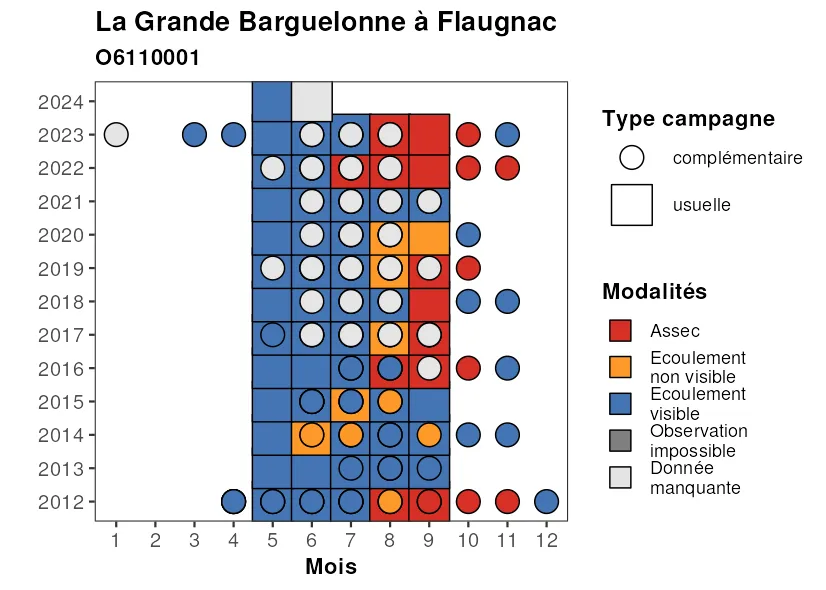 La Grande Barguelonne à Flaugnac
O6110001
2024
2023
2022
2021
2020
2019
2018
2017
2016
2015
2014
2013
2012
1 2 3 4 5 6 7 8 9 10 11 12
Mois
Type campagne
complémentaire
usuelle
Modalités
Assec
Ecoulement
non visible
Ecoulement
visible
Observation
impossible
Donnée
manquante